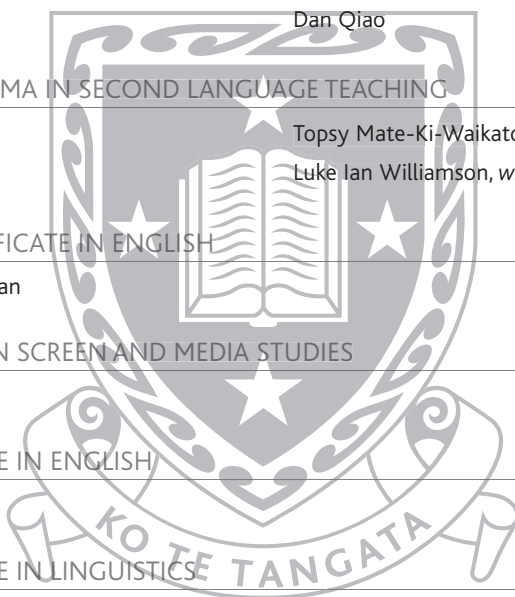 Dan Qiao
MA IN SECOND LANGUAGE TEACHING
Topsy Mate-Ki-Waikato
Luke Ian Williamson, w
FICATE IN ENGLISH
an
N SCREEN AND MEDIA STUDIES
E IN ENGLISH
KO TE TANGATA
E IN LINGUISTICS